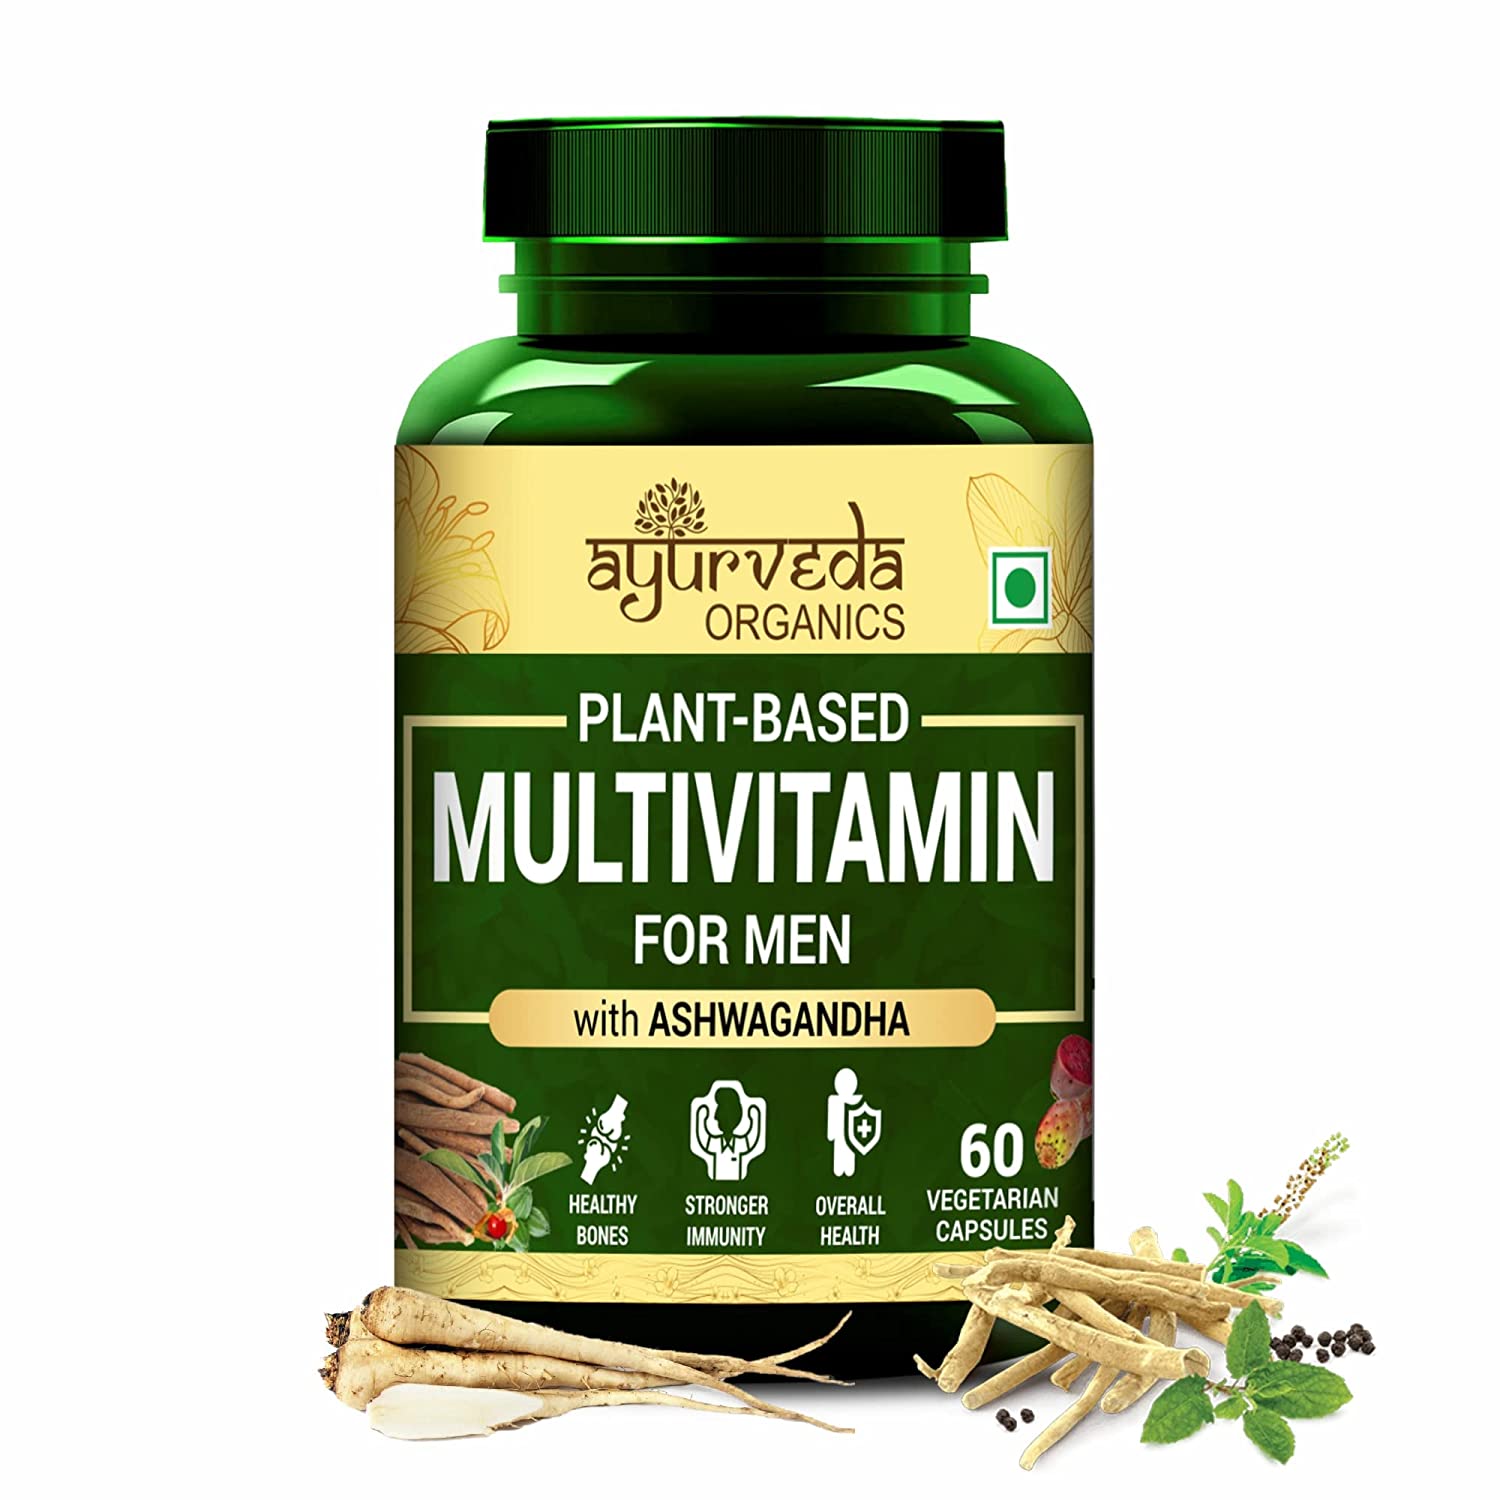 ayurveda
ORGANICS
PLANT-BASED
MULTIVITAMIN
FOR MEN
with ASHWAGANDHA
HEALTHY
BONES
STRONGER
IMMUNITY
OVERALL
HEALTH
60
VEGETARIAN
CAPSULES